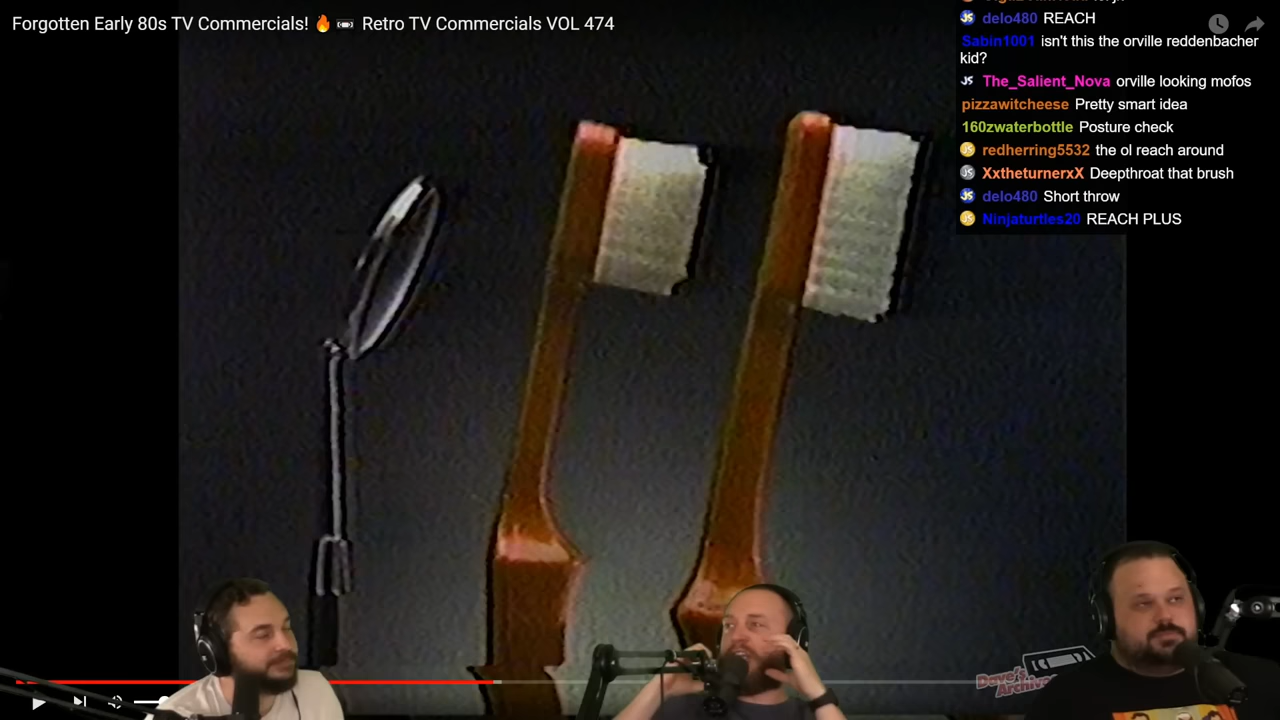 Forgotten Early 80s TV Commercials! 🔥📼 Retro TV Commercials VOL 474
delo480 REACH
Sabin1001 isn't this the orville reddenbacher
kid?
The_Salient_Nova orville looking mofos
pizzawitcheese Pretty smart idea
160zwaterbottle Posture check
redherring5532 the ol reach around
XxtheturnerxX Deepthroat that brush
delo480 Short throw
Ninjaturtles20 REACH PLUS
Dave's
Archive